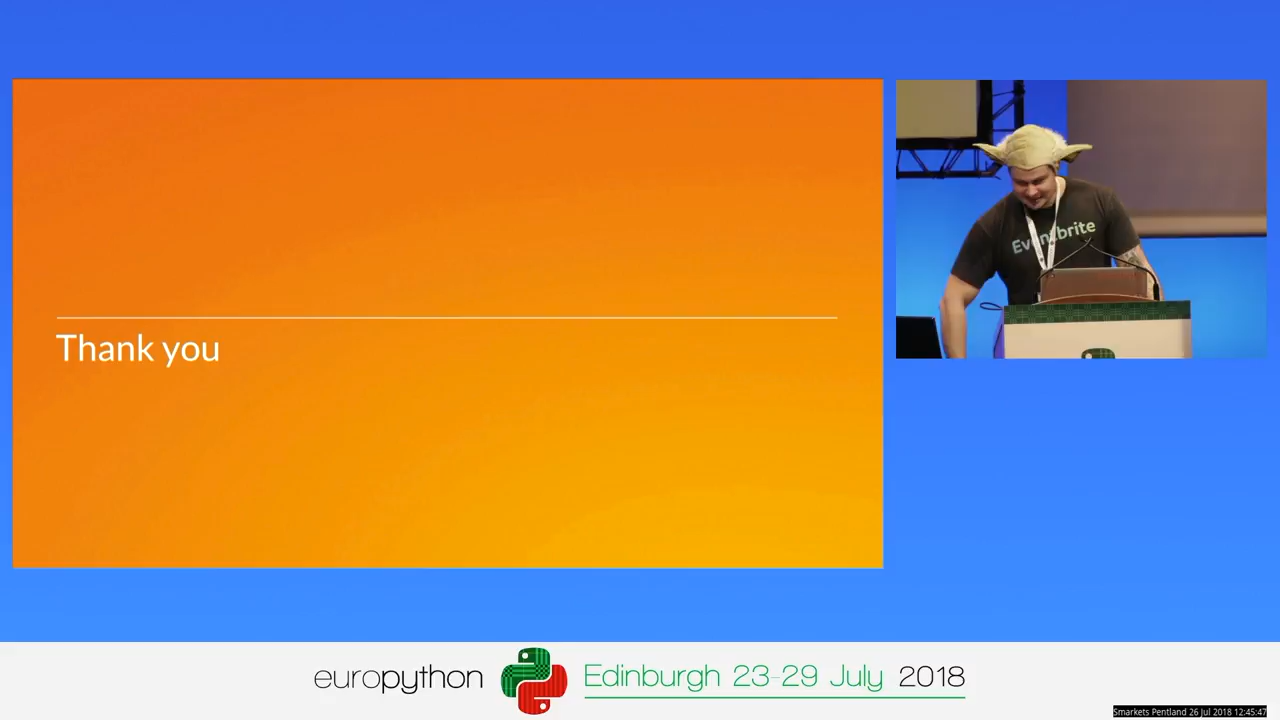 Thank you
Eventbrite
europython Edinburgh 23-29 July 2018
Smarkets Pentland 26 Jul 2018 12:45:47